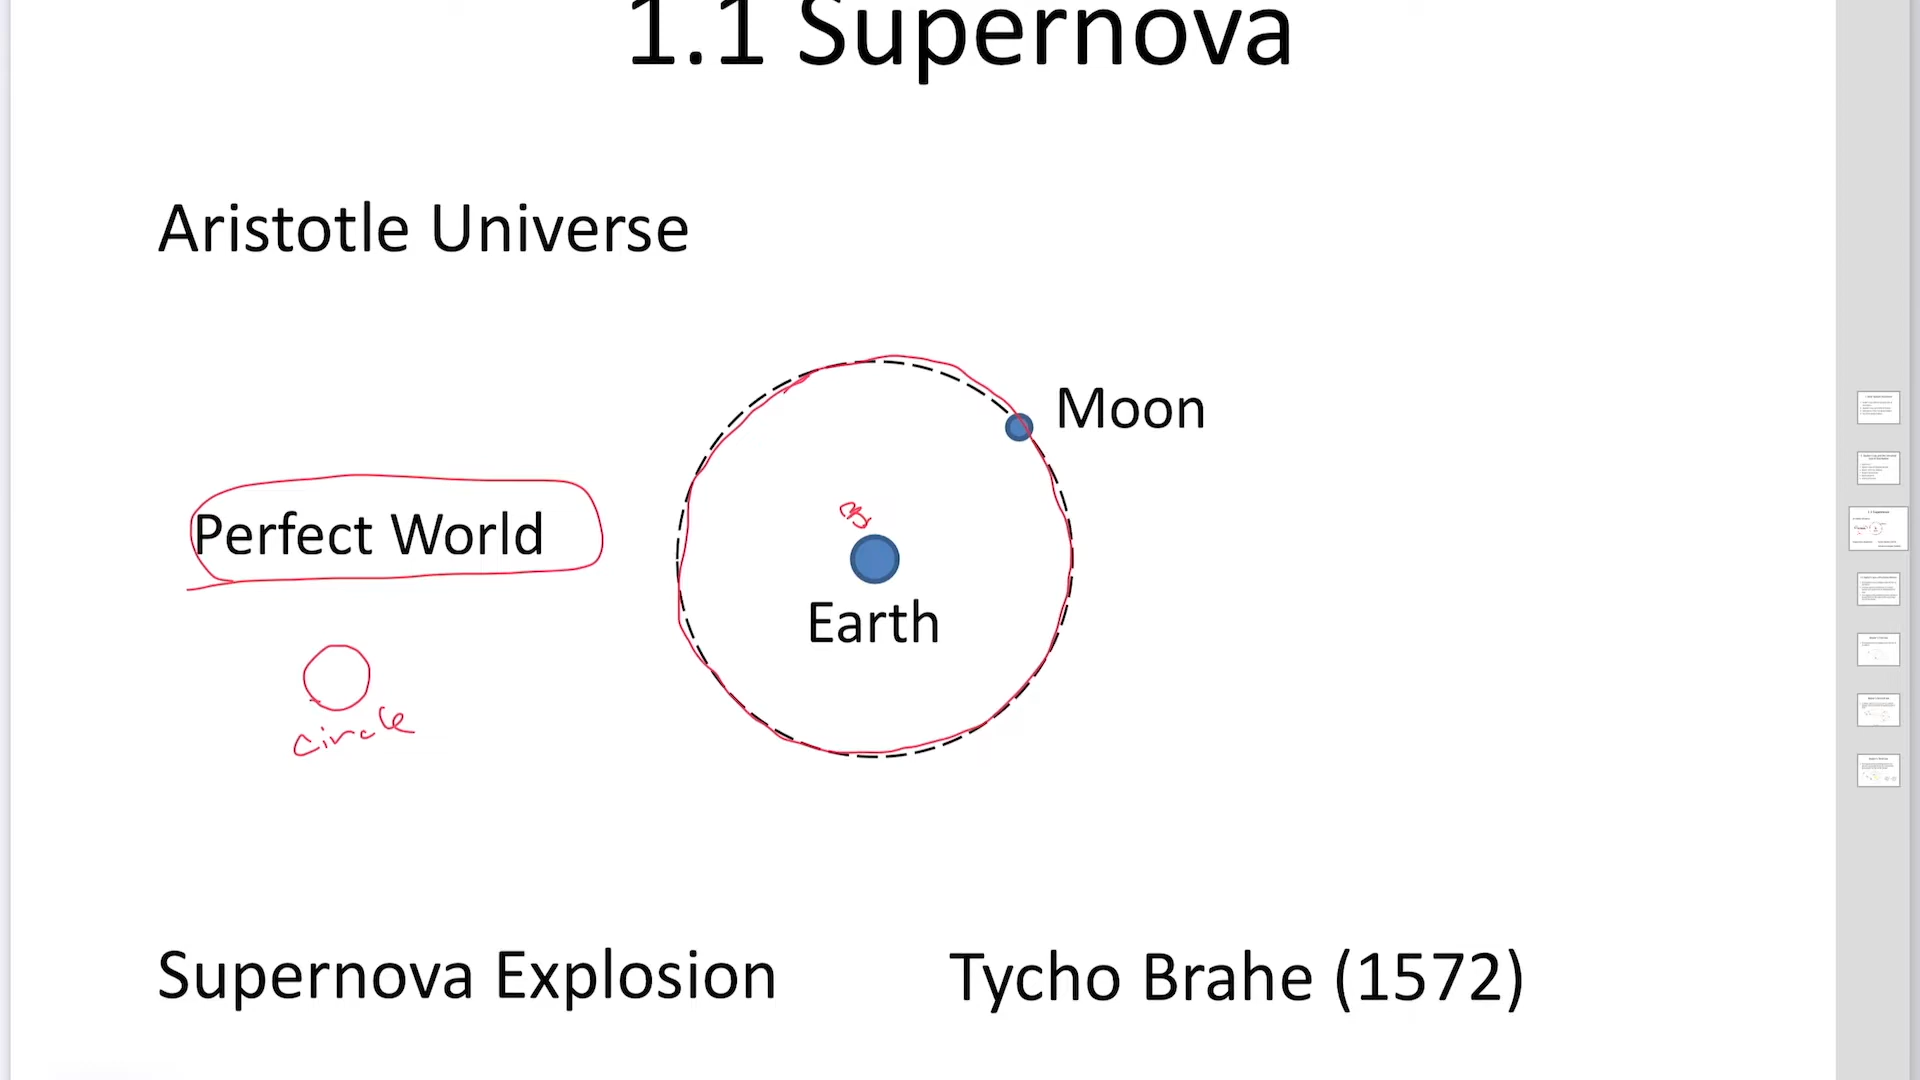 1.1 Supernova
Aristotle Universe
Moon
Perfect World
Earth
circle
Supernova Explosion
Tycho Brahe (1572)